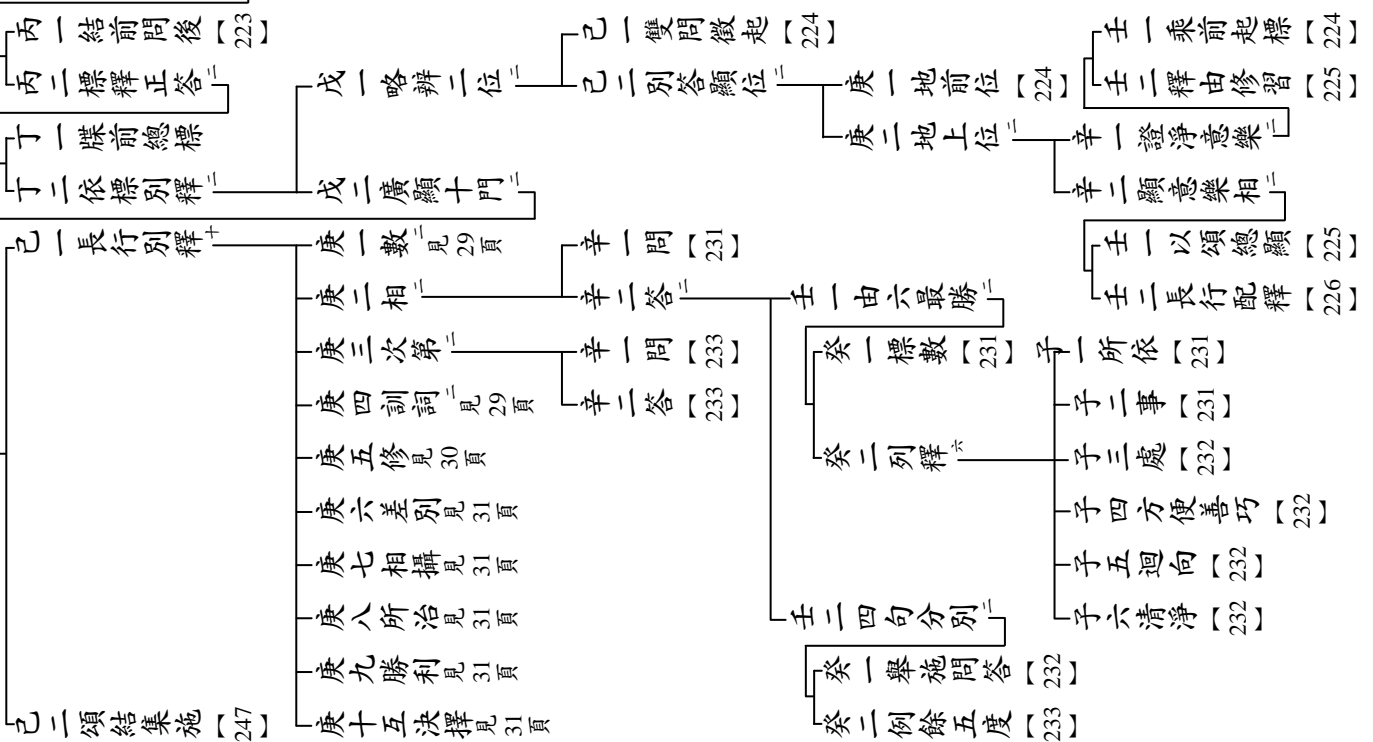 丙一結前問後【223】
丙二標釋正答二
丁一牒前總標
丁二依標別釋二
戊一略辨二位二
己一雙問徵起【224】
己二別答顯位二
庚一地前位【224】
庚二地上位二
辛一證淨意樂二
壬一乘前起標【224】
壬二釋由修習【225】
辛二顯意樂相二
壬一以頌總顯【225】
壬二長行配釋【226】
戊二廣顯十門二
己一長行別釋十
庚一數二見29頁
庚二相二
辛一問【231】
辛二答二
壬一由六最勝二
癸一標數【231】
癸二列釋六
子一所依【231】
子二事【231】
子三處【232】
子四方便善巧【232】
子五迴向【232】
子六清淨【232】
壬二四句分別二
癸一舉施問答【232】
癸二例餘五度【233】
庚三次第二
辛一問【233】
辛二答【233】
庚四訓詞二見29頁
庚五修見30頁
庚六差別見31頁
庚七相攝見31頁
庚八所治見31頁
庚九勝利見31頁
庚十互決擇見31頁
己二頌結集施【247】